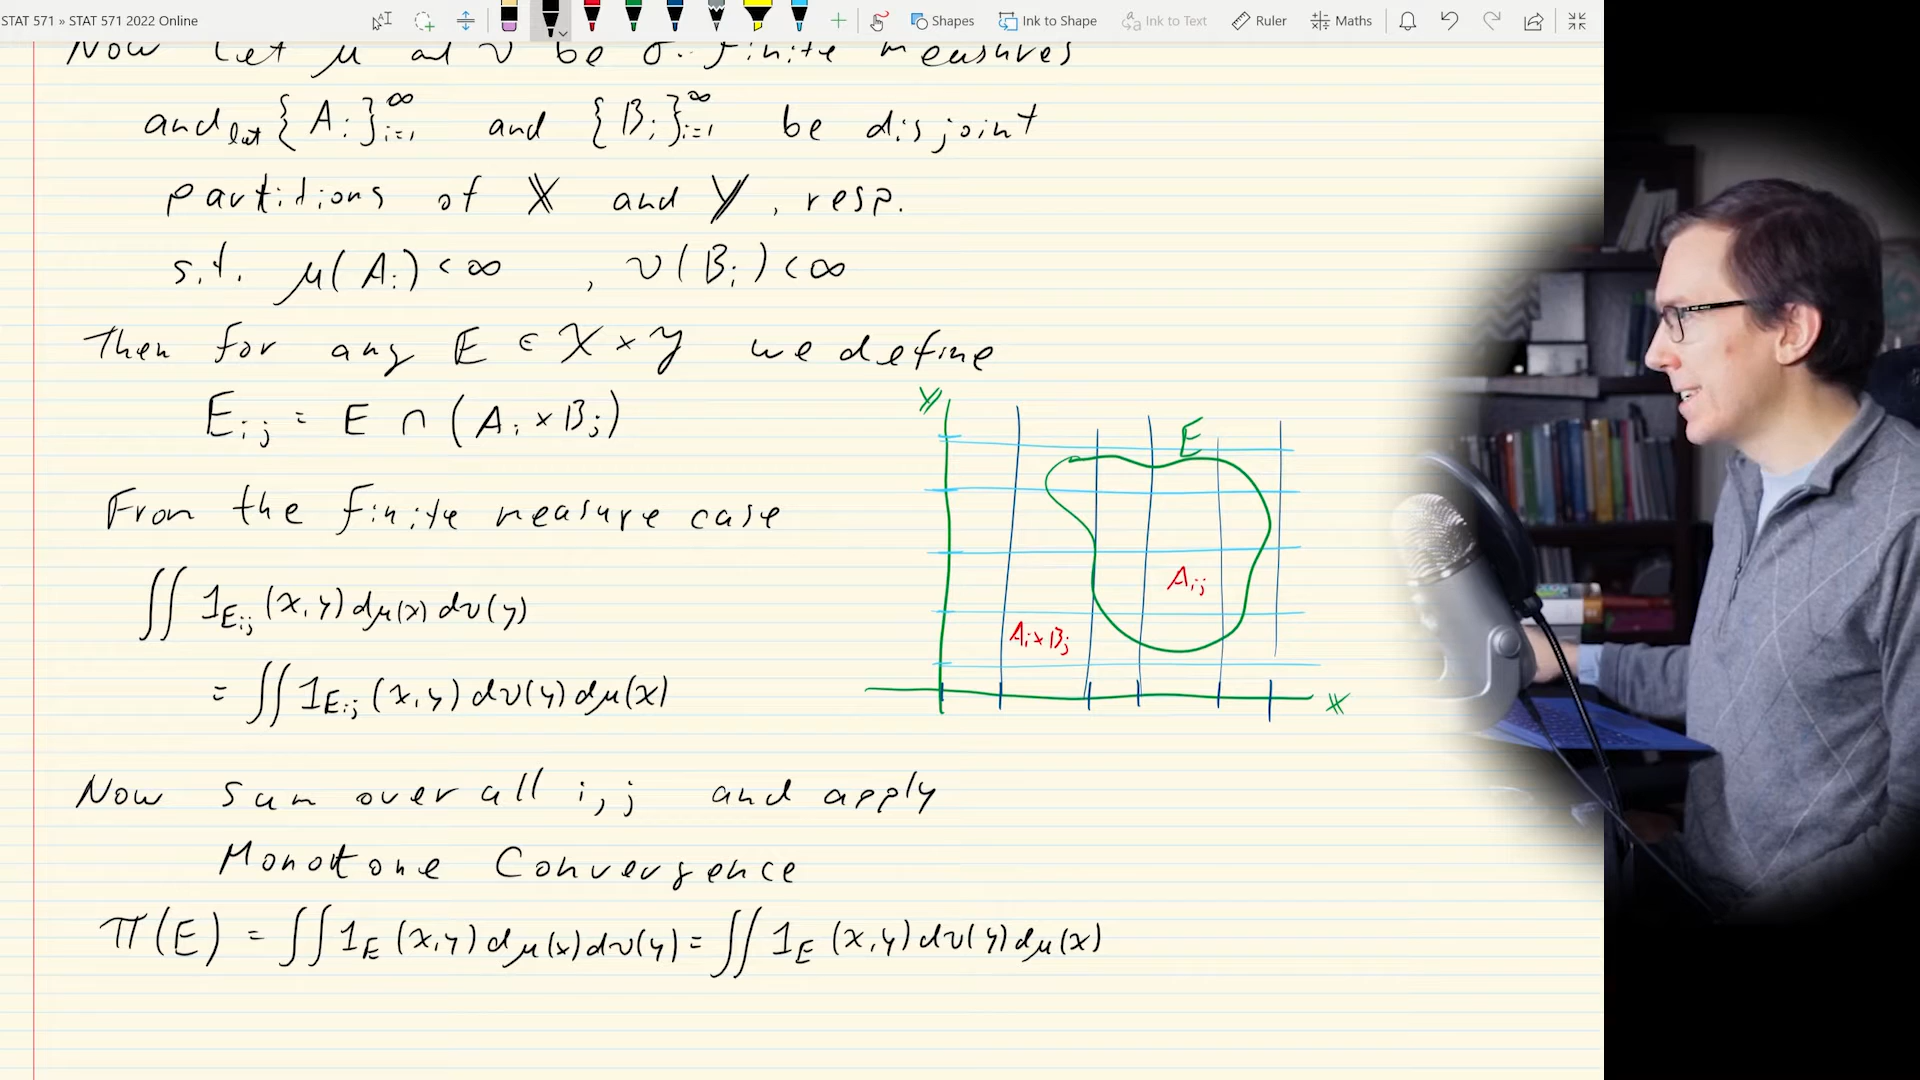 STAT 571 » STAT 571 2022 Online
Shapes
Ink to Shape
Ink to Text
Ruler
Maths
Now let μ and ν be σ-finite measures
and let {A_i}_{i=1}^∞ and {B_i}_{i=1}^∞ be disjoint
partitions of 𝕏 and 𝕐, resp.
s.t. μ(A_i) < ∞, ν(B_i) < ∞
Then for any E ∈ 𝒳 × 𝒴 we define
E_ij = E ∩ (A_i × B_j)
From the finite measure case
∬ 1_{E_ij} (x, y) dμ(x) dν(y)
= ∬ 1_{E_ij} (x, y) dν(y) dμ(x)
𝕐
E
A_ij
A_i × B_j
𝕏
Now sum over all i, j and apply
Monotone Convergence
π(E) = ∬ 1_E (x, y) dμ(x) dν(y) = ∬ 1_E (x, y) dν(y) dμ(x)